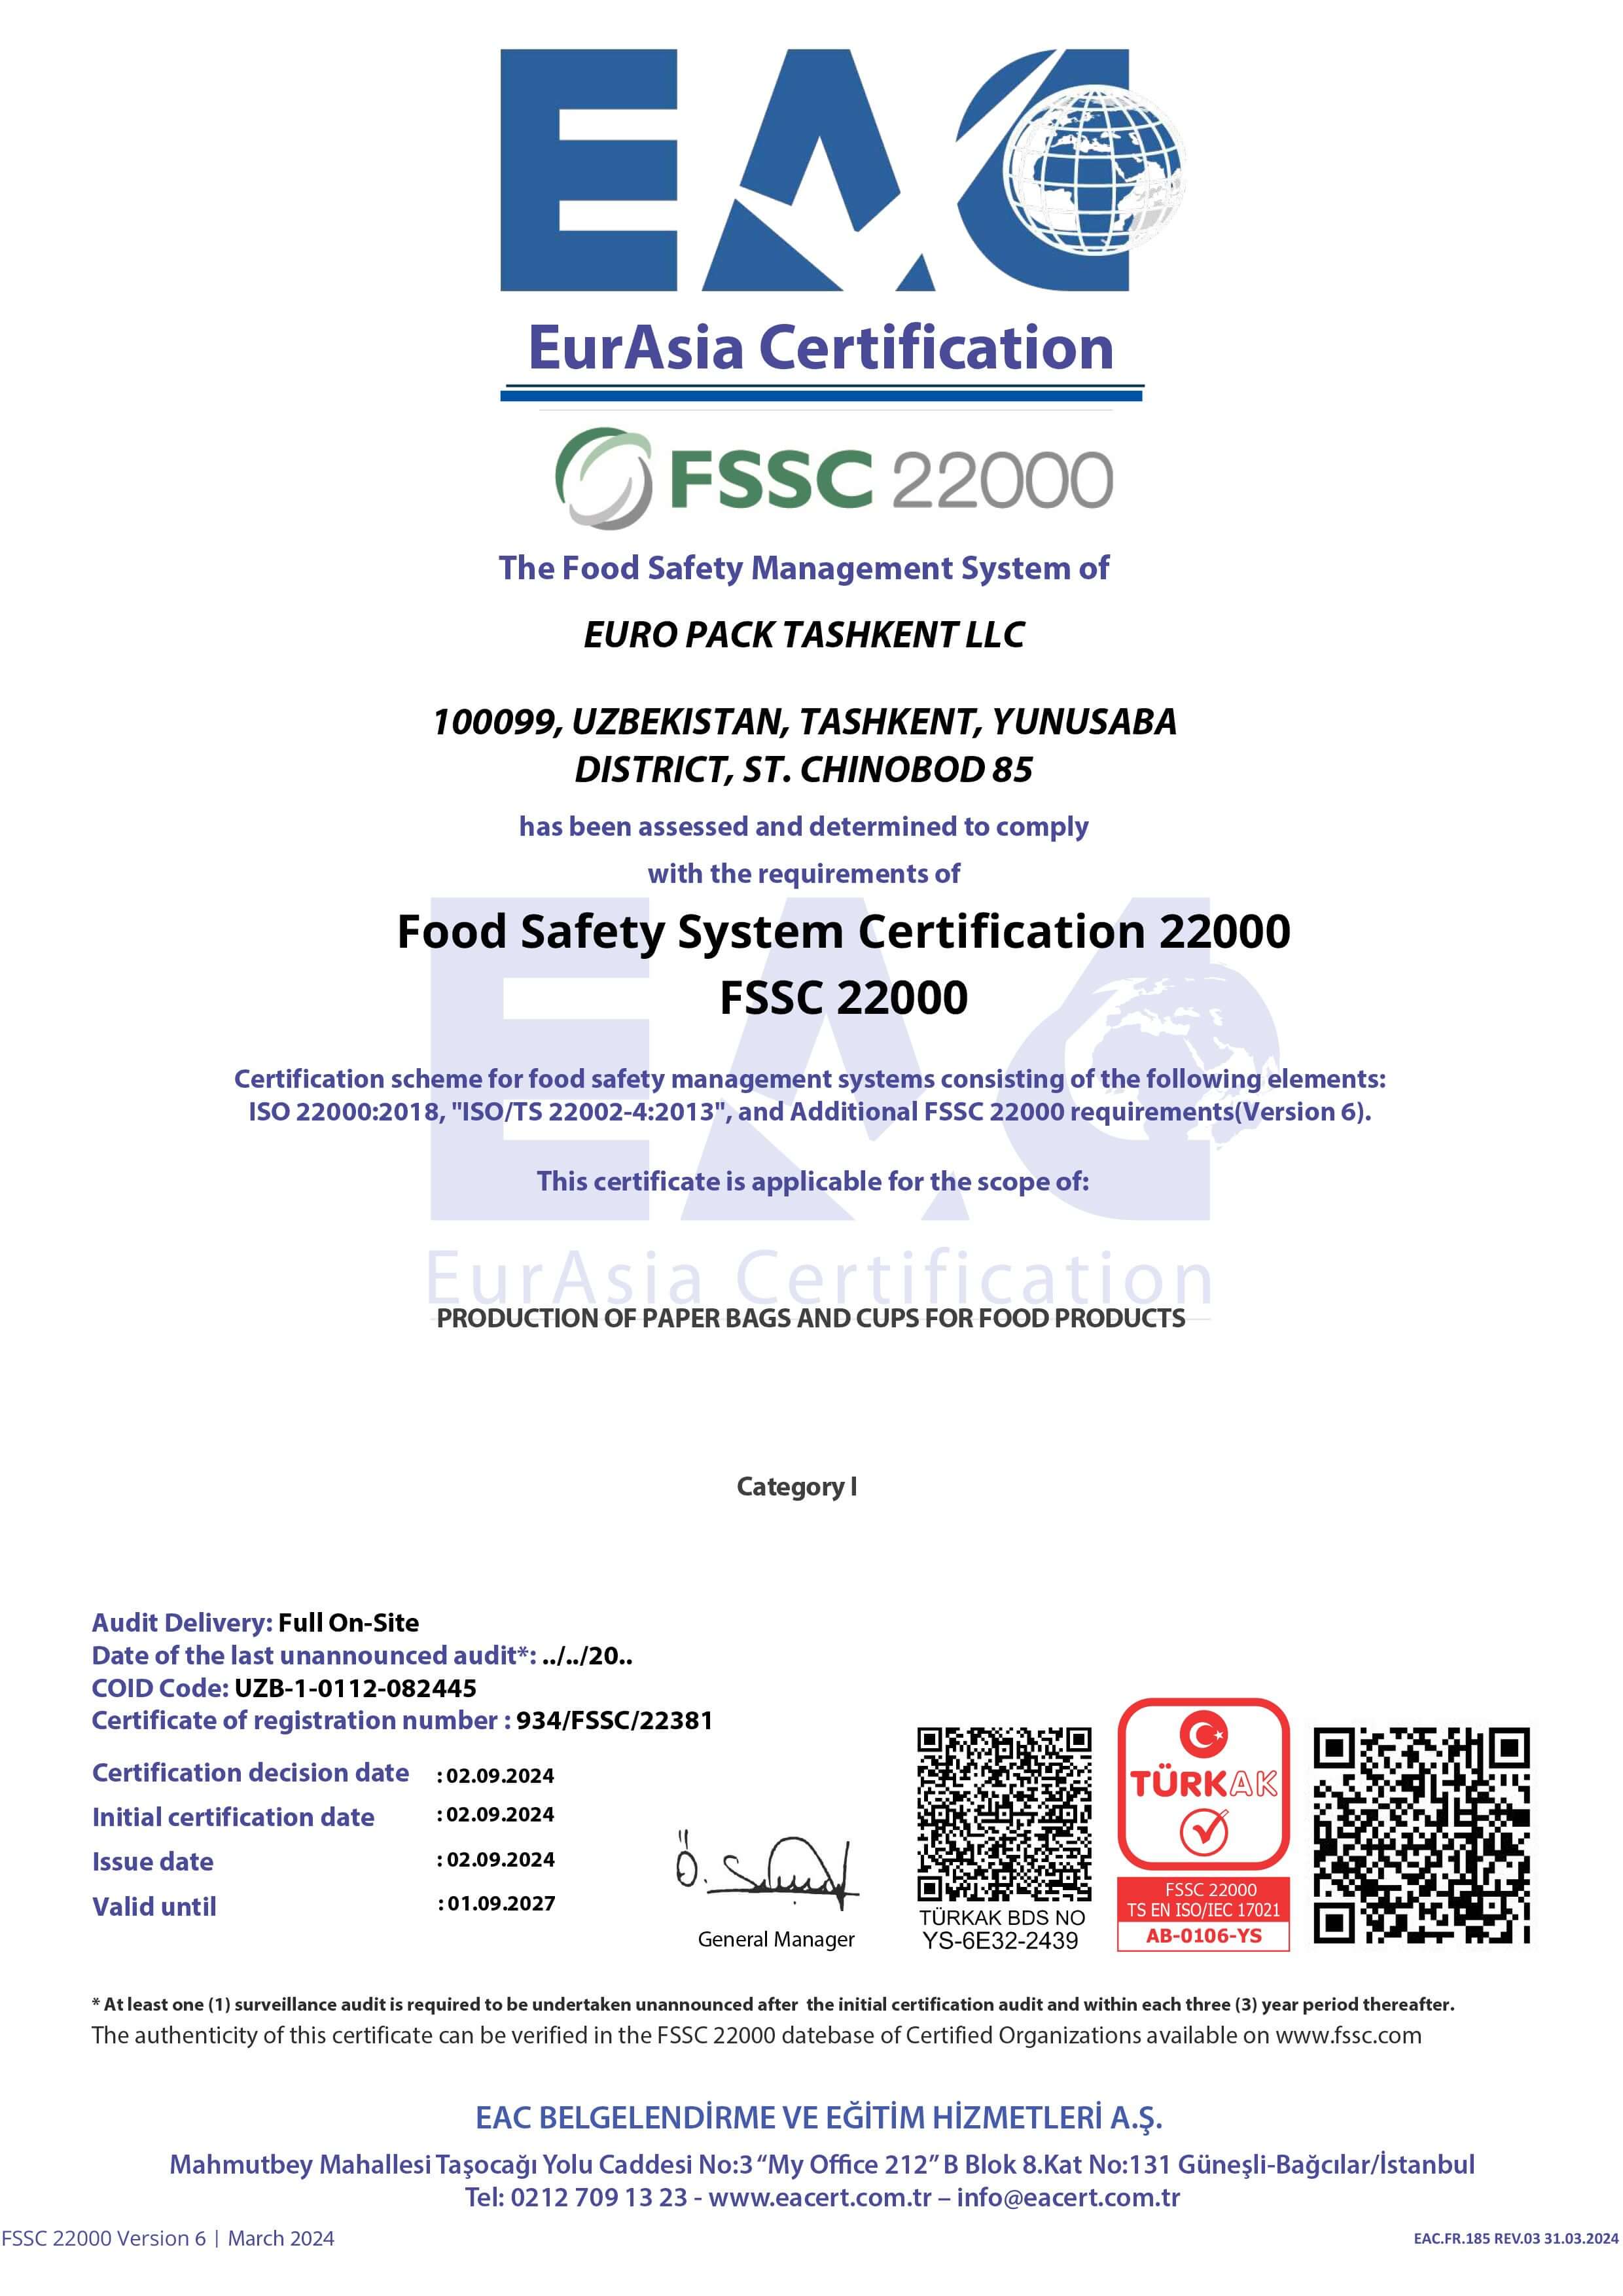 EAC
EurAsia Certification
FSSC 22000
The Food Safety Management System of
EURO PACK TASHKENT LLC
100099, UZBEKISTAN, TASHKENT, YUNUSABA
DISTRICT, ST. CHINOBOD 85
has been assessed and determined to comply
with the requirements of
Food Safety System Certification 22000
FSSC 22000
Certification scheme for food safety management systems consisting of the following elements:
ISO 22000:2018, "ISO/TS 22002-4:2013", and Additional FSSC 22000 requirements(Version 6).
This certificate is applicable for the scope of:
EAC
EurAsia Certification
PRODUCTION OF PAPER BAGS AND CUPS FOR FOOD PRODUCTS
Category I
Audit Delivery: Full On-Site
Date of the last unannounced audit*: ../../20..
COID Code: UZB-1-0112-082445
Certificate of registration number : 934/FSSC/22381
Certification decision date : 02.09.2024
Initial certification date : 02.09.2024
Issue date : 02.09.2024
Valid until : 01.09.2027
General Manager
TÜRKAK BDS NO
YS-6E32-2439
TÜRKAK
FSSC 22000
TS EN ISO/IEC 17021
AB-0106-YS
* At least one (1) surveillance audit is required to be undertaken unannounced after the initial certification audit and within each three (3) year period thereafter.
The authenticity of this certificate can be verified in the FSSC 22000 datebase of Certified Organizations available on www.fssc.com
EAC BELGELENDİRME VE EĞİTİM HİZMETLERİ A.Ş.
Mahmutbey Mahallesi Taşocağı Yolu Caddesi No:3 “My Office 212” B Blok 8.Kat No:131 Güneşli-Bağcılar/İstanbul
Tel: 0212 709 13 23 - www.eacert.com.tr – info@eacert.com.tr
FSSC 22000 Version 6 | March 2024
EAC.FR.185 REV.03 31.03.2024